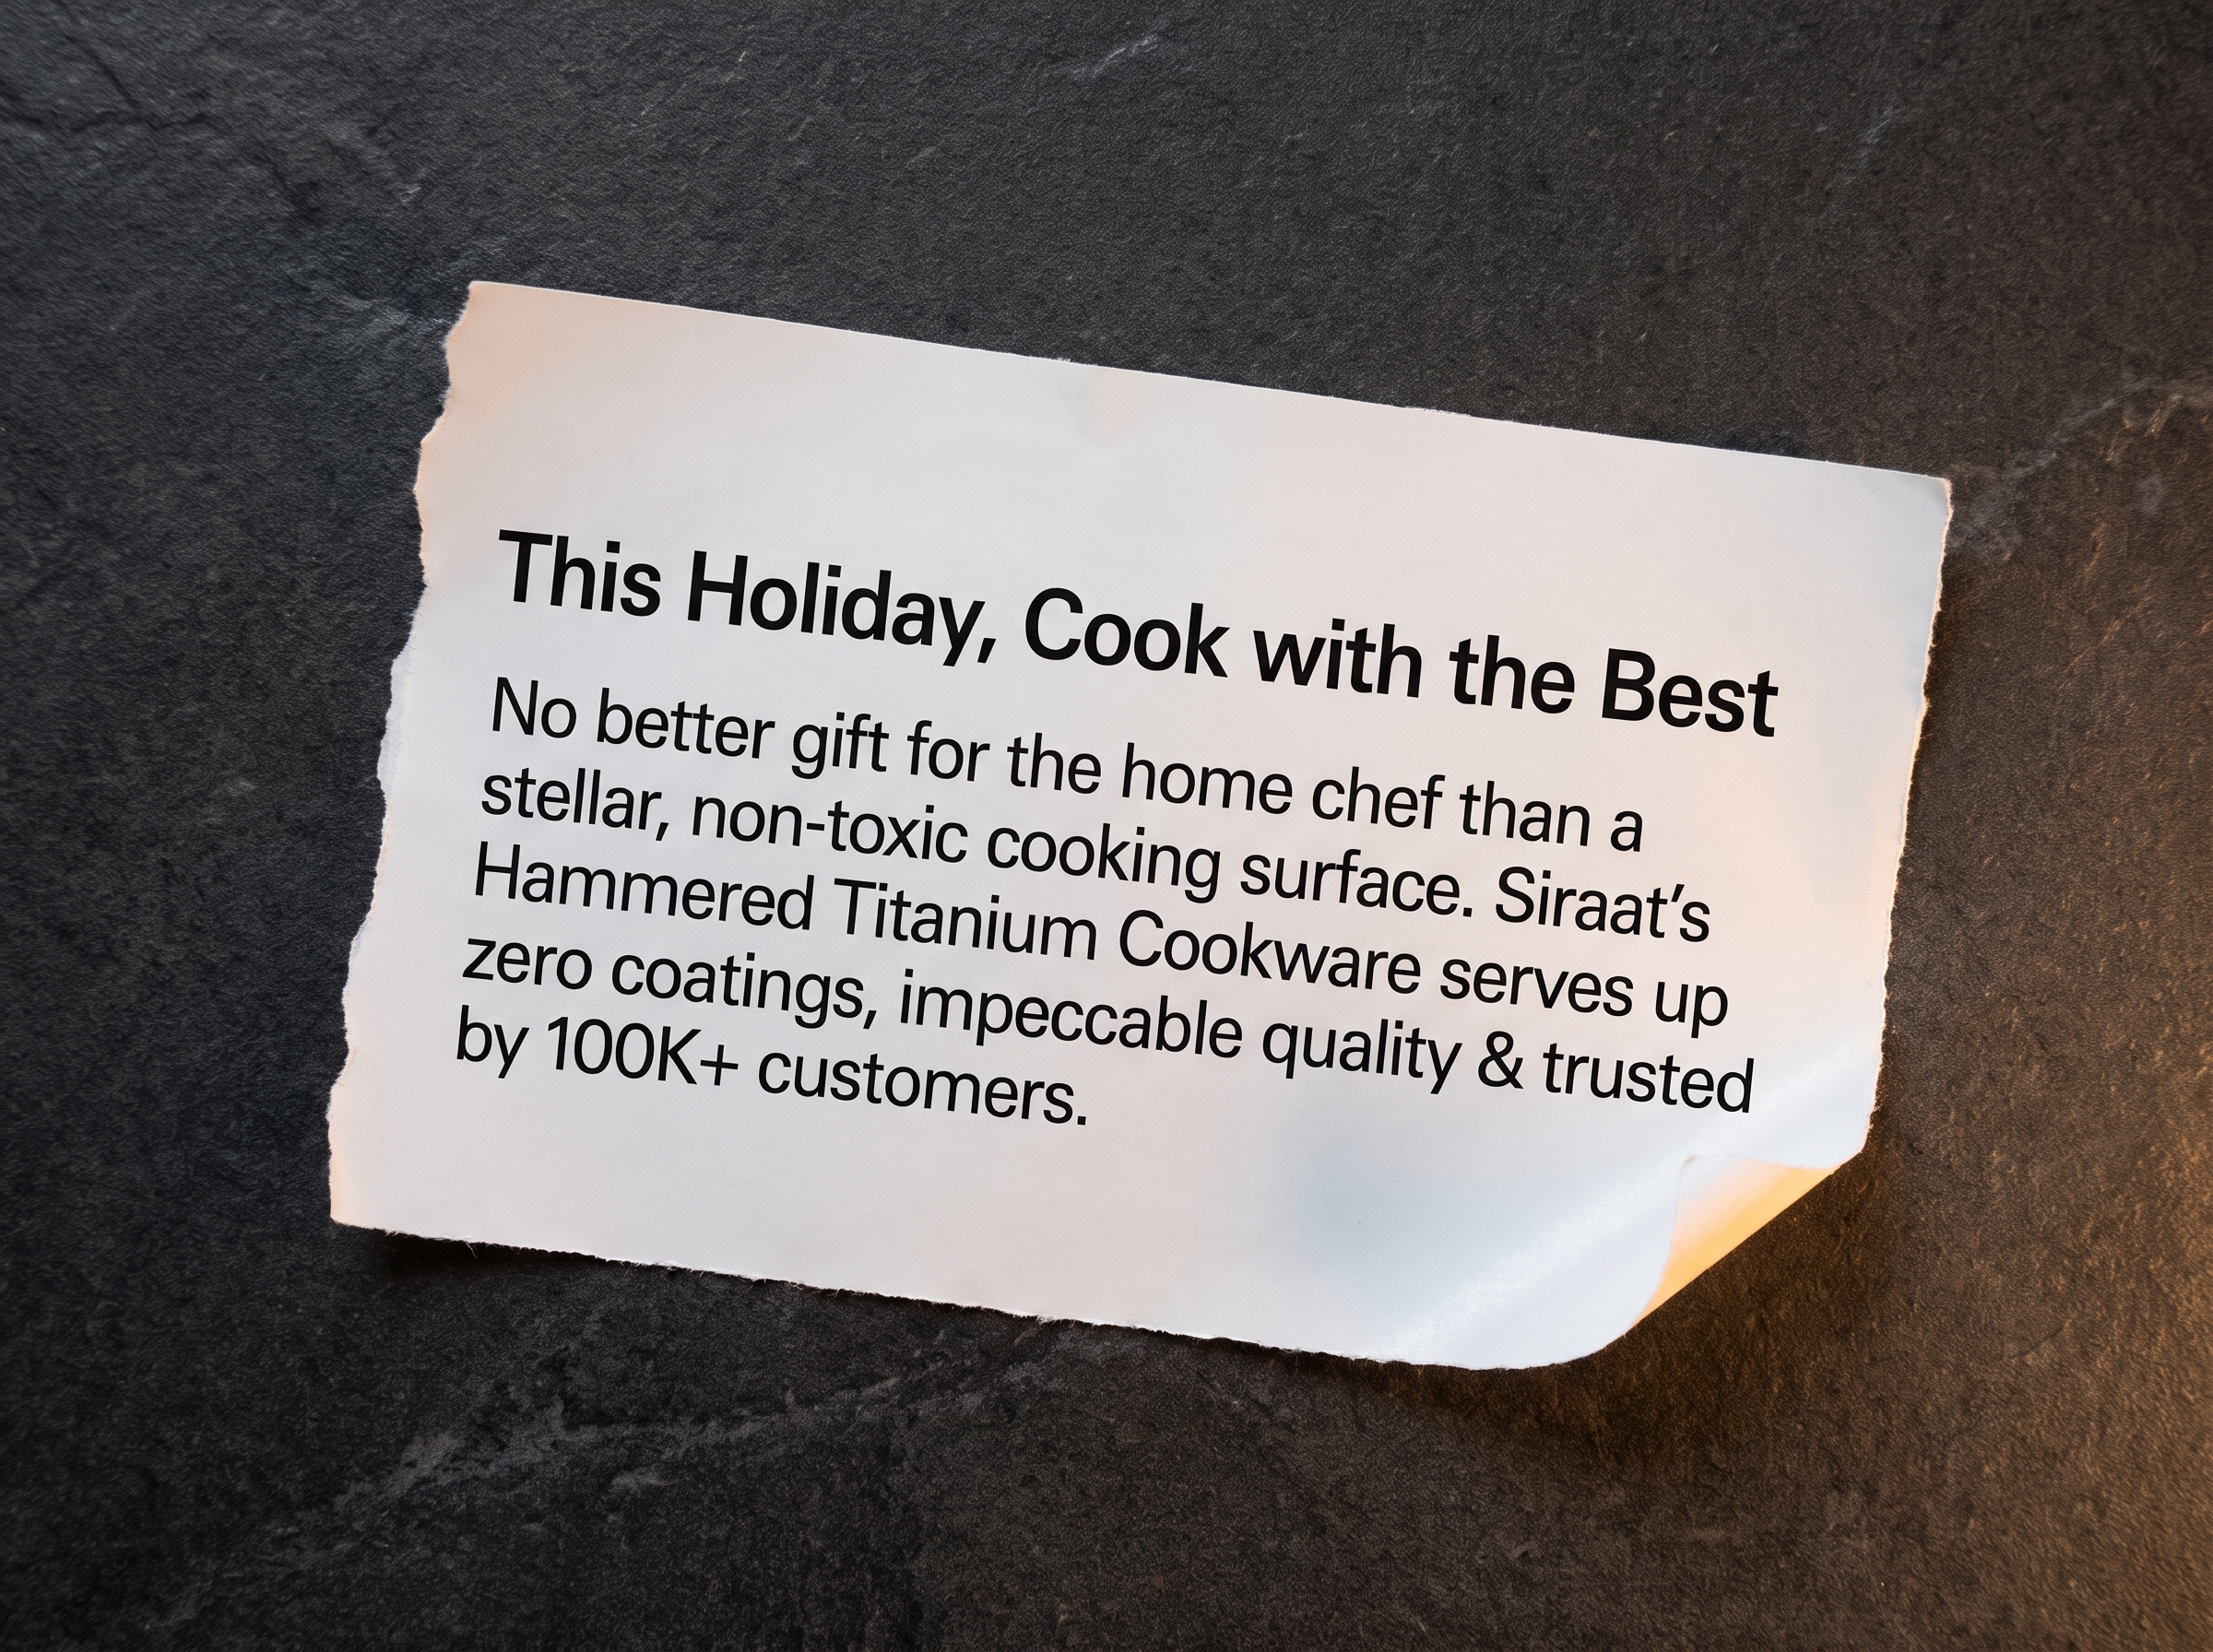 This Holiday, Cook with the Best
No better gift for the home chef than a
stellar, non-toxic cooking surface. Siraat’s
Hammered Titanium Cookware serves up
zero coatings, impeccable quality & trusted
by 100K+ customers.